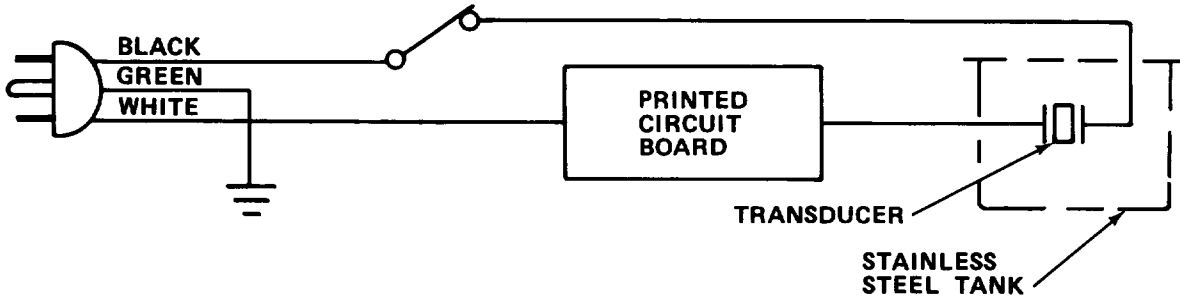 BLACK
GREEN
WHITE
PRINTED
CIRCUIT
BOARD
TRANSDUCER
STAINLESS
STEEL TANK